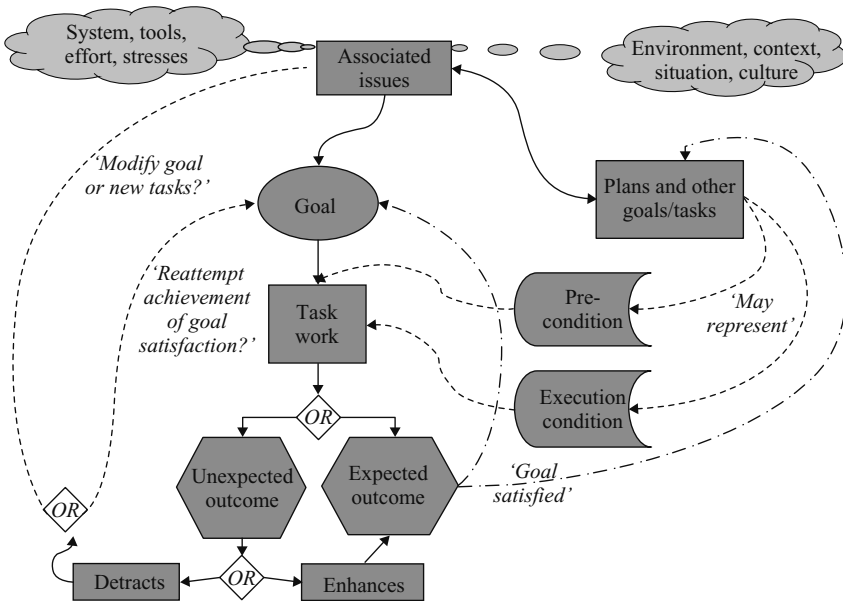 System, tools,
effort, stresses
Associated
issues
Environment, context,
situation, culture
‘Modify goal
or new tasks?’
Goal
Plans and other
goals/tasks
‘Reattempt
achievement
of goal
satisfaction?’
Task
work
Pre-
condition
‘May
represent’
Execution
condition
OR
Unexpected
outcome
Expected
outcome
‘Goal
satisfied’
OR
Detracts
OR
Enhances